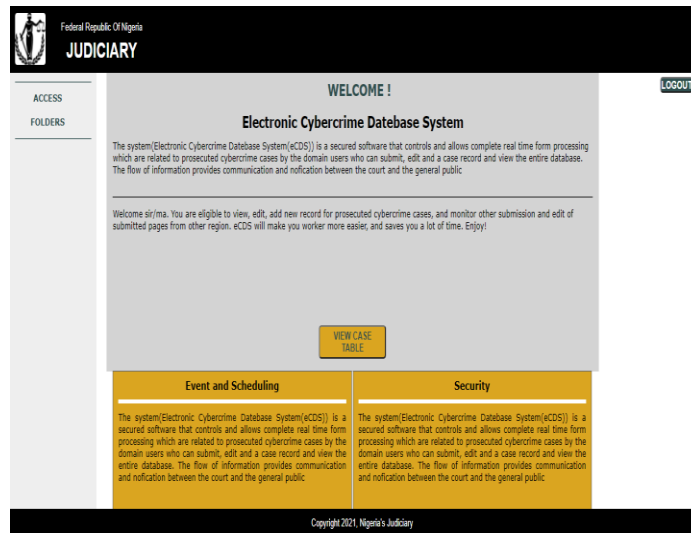 Federal Republic Of Nigeria
JUDICIARY
LOGOUT
ACCESS
FOLDERS
WELCOME !
Electronic Cybercrime Datebase System
The system(Electronic Cybercrime Database System(eCDS)) is a secured software that controls and allows complete real time form processing
which are related to prosecuted cybercrime cases by the domain users who can submit, edit and a case record and view the entire database.
The flow of information provides communication and nofication between the court and the general public
Welcome sir/ma. You are eligible to view, edit, add new record for prosecuted cybercrime cases, and monitor other submission and edit of
submitted pages from other region. eCDS will make you worker more easier, and saves you a lot of time. Enjoy!
VIEW CASE
TABLE
Event and Scheduling
The system(Electronic Cybercrime Database System(eCDS)) is a
secured software that controls and allows complete real time form
processing which are related to prosecuted cybercrime cases by the
domain users who can submit, edit and a case record and view the
entire database. The flow of information provides communication
and nofication between the court and the general public
Security
The system(Electronic Cybercrime Database System(eCDS)) is a
secured software that controls and allows complete real time form
processing which are related to prosecuted cybercrime cases by the
domain users who can submit, edit and a case record and view the
entire database. The flow of information provides communication
and nofication between the court and the general public
Copyright 2021, Nigeria's Judiciary